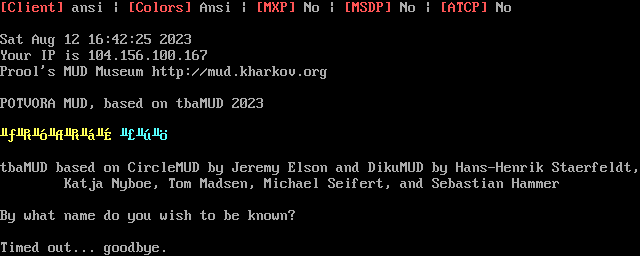 [Client] ansi | [Colors] Ansi | [MXP] No | [MSDP] No | [ATCP] No
Sat Aug 12 16:42:25 2023
Your IP is 104.156.100.167
Prool's MUD Museum http://mud.kharkov.org
POTVORA MUD, based on tbaMUD 2023
tbaMUD based on CircleMUD by Jeremy Elson and DikuMUD by Hans-Henrik Staerfeldt,
Katja Nyboe, Tom Madsen, Michael Seifert, and Sebastian Hammer
By what name do you wish to be known?
Timed out... goodbye.